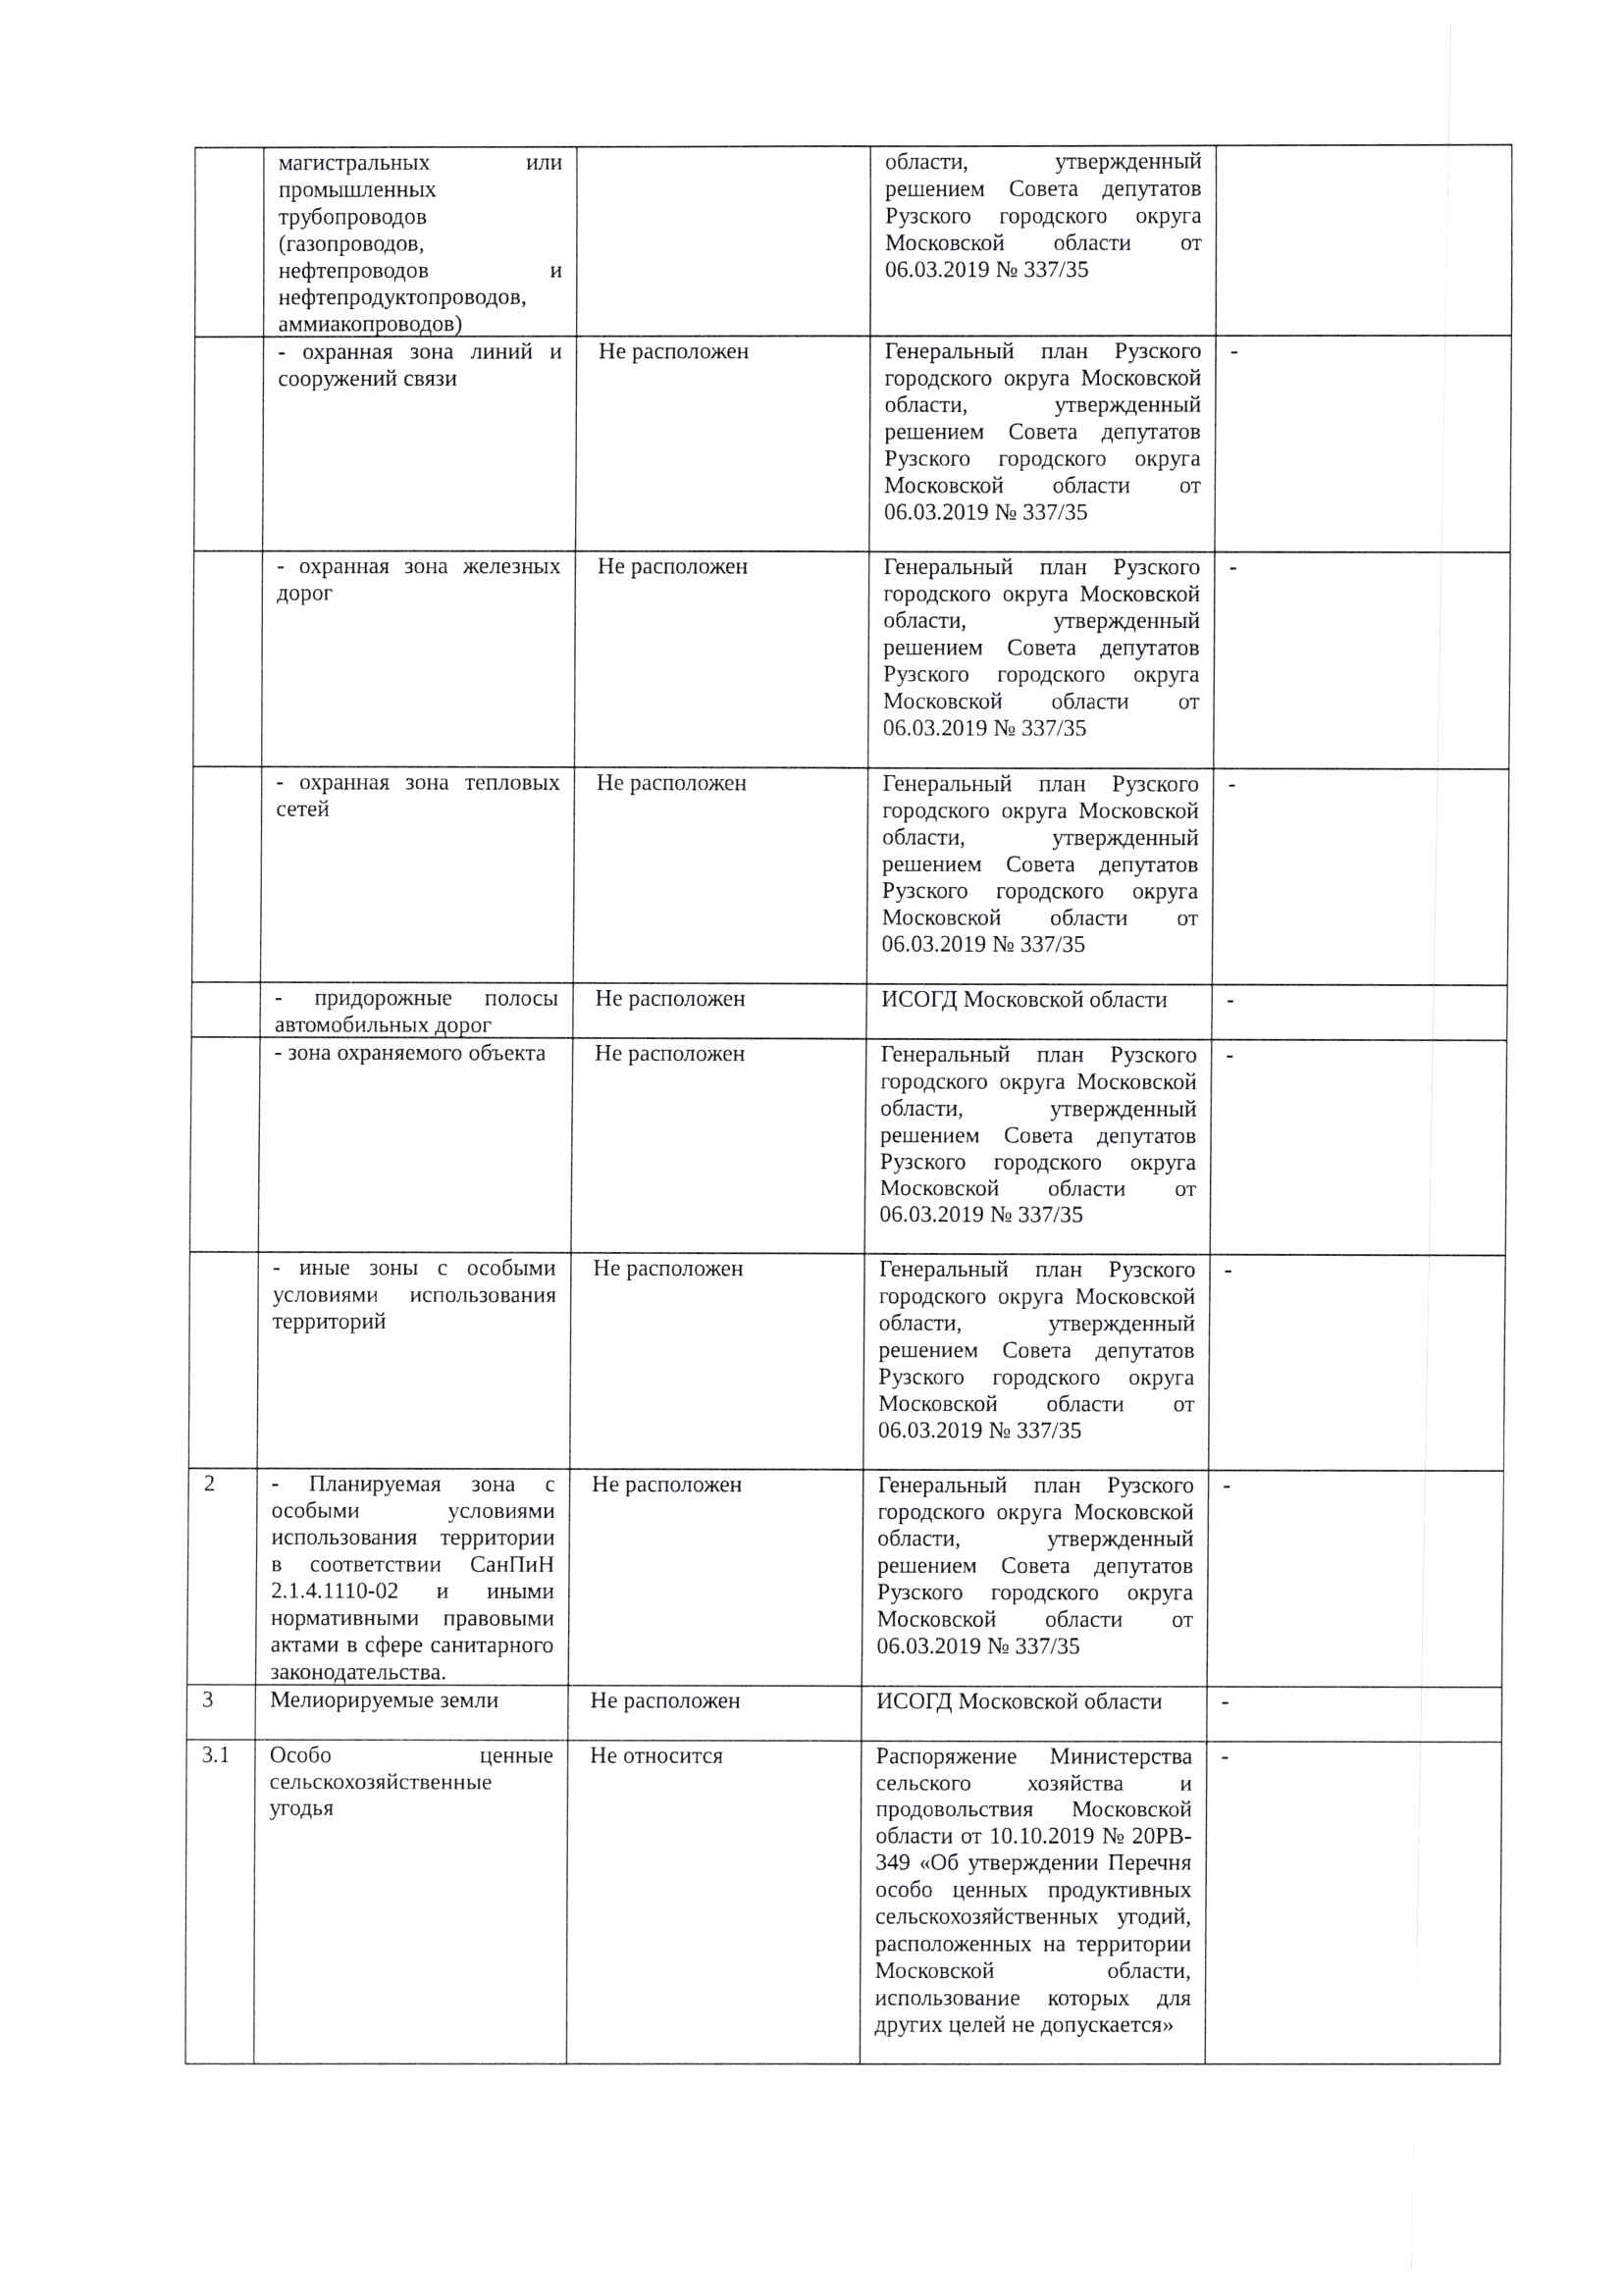 магистральных или
промышленных
трубопроводов
(газопроводов,
нефтепроводов и
нефтепродуктопроводов,
аммиакопроводов)
области, утвержденный
решением Совета депутатов
Рузского городского округа
Московской области от
06.03.2019 № 337/35
- охранная зона линий и
сооружений связи
Не расположен
Генеральный план Рузского
городского округа Московской
области, утвержденный
решением Совета депутатов
Рузского городского округа
Московской области от
06.03.2019 № 337/35
-
- охранная зона железных
дорог
Не расположен
Генеральный план Рузского
городского округа Московской
области, утвержденный
решением Совета депутатов
Рузского городского округа
Московской области от
06.03.2019 № 337/35
-
- охранная зона тепловых
сетей
Не расположен
Генеральный план Рузского
городского округа Московской
области, утвержденный
решением Совета депутатов
Рузского городского округа
Московской области от
06.03.2019 № 337/35
-
- придорожные полосы
автомобильных дорог
Не расположен
ИСОГД Московской области
-
- зона охраняемого объекта
Не расположен
Генеральный план Рузского
городского округа Московской
области, утвержденный
решением Совета депутатов
Рузского городского округа
Московской области от
06.03.2019 № 337/35
-
- иные зоны с особыми
условиями использования
территорий
Не расположен
Генеральный план Рузского
городского округа Московской
области, утвержденный
решением Совета депутатов
Рузского городского округа
Московской области от
06.03.2019 № 337/35
-
2
- Планируемая зона с
особыми условиями
использования территории
в соответствии СанПиН
2.1.4.1110-02 и иными
нормативными правовыми
актами в сфере санитарного
законодательства.
Не расположен
Генеральный план Рузского
городского округа Московской
области, утвержденный
решением Совета депутатов
Рузского городского округа
Московской области от
06.03.2019 № 337/35
-
3
Мелиорируемые земли
Не расположен
ИСОГД Московской области
-
3.1
Особо ценные
сельскохозяйственные
угодья
Не относится
Распоряжение Министерства
сельского хозяйства и
продовольствия Московской
области от 10.10.2019 № 20РВ-
349 «Об утверждении Перечня
особо ценных продуктивных
сельскохозяйственных угодий,
расположенных на территории
Московской области,
использование которых для
других целей не допускается»
-